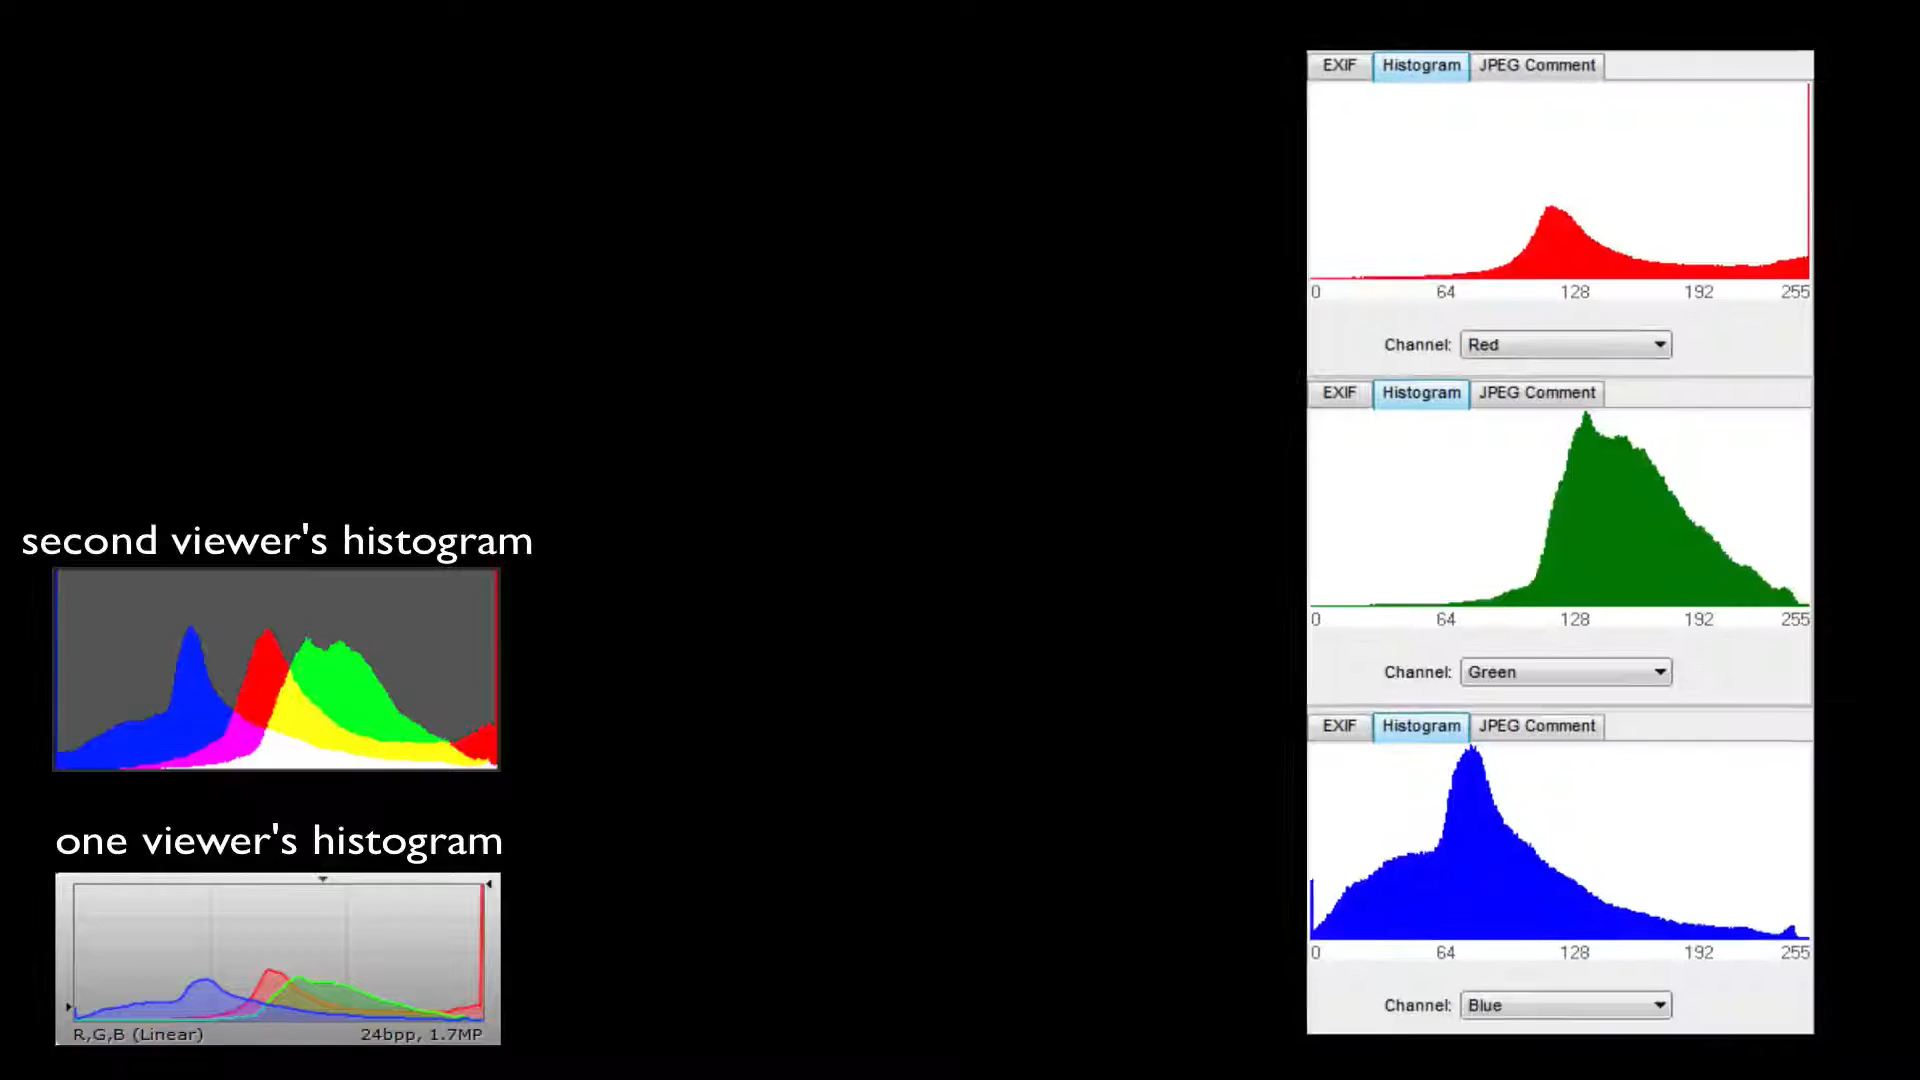 second viewer's histogram
one viewer's histogram
R,G,B (Linear) 24bpp, 1.7MP
EXIF Histogram JPEG Comment
0 64 128 192 255
Channel: Red
EXIF Histogram JPEG Comment
0 64 128 192 255
Channel: Green
EXIF Histogram JPEG Comment
0 64 128 192 255
Channel: Blue